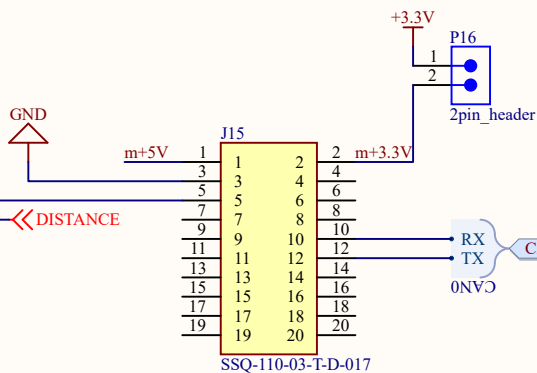 +3.3V
P16
1
2
2pin_header
GND
J15
m+5V 1 1 2 2 m+3.3V
3 3 4 4
5 5 6 6
DISTANCE 7 7 8 8
9 9 10 10 RX
11 11 12 12 TX
CAN0
C
13 13 14 14
15 15 16 16
17 17 18 18
19 19 20 20
SSQ-110-03-T-D-017